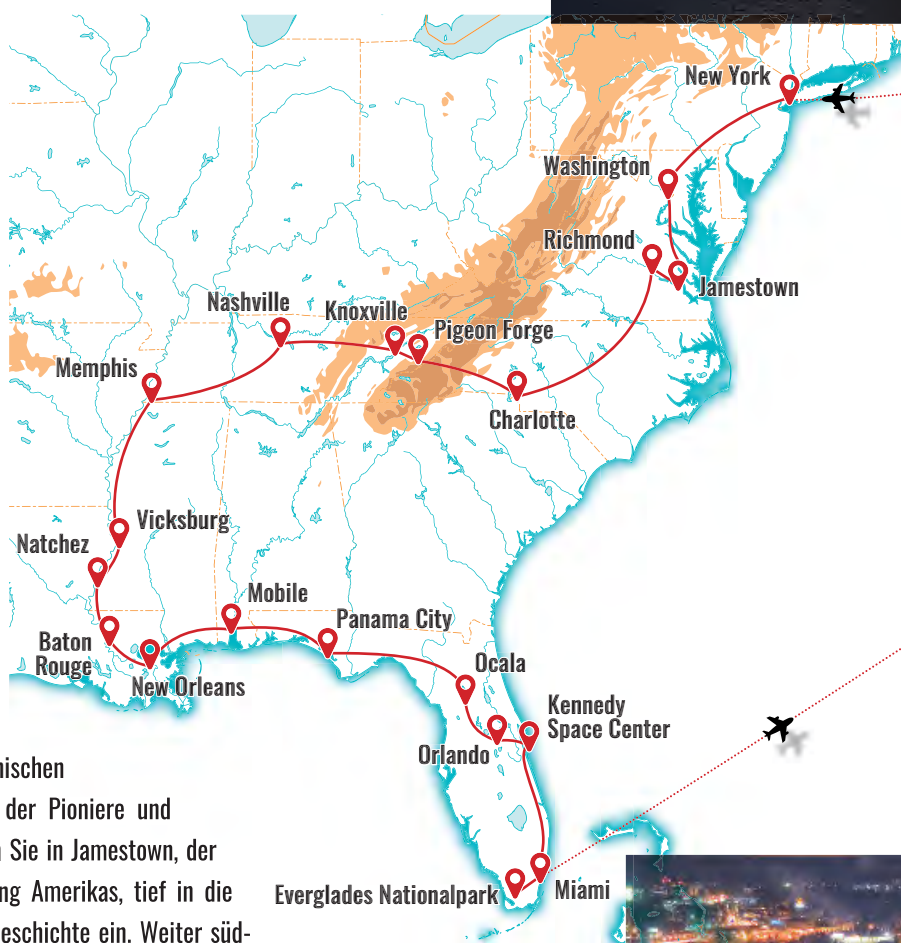 New York
Washington
Richmond
Jamestown
Nashville
Knoxville
Pigeon Forge
Memphis
Charlotte
Vicksburg
Natchez
Mobile
Panama City
Baton
Rouge
New Orleans
Ocala
Kennedy
Space Center
Orlando
Everglades Nationalpark
Miami
nischen
der Pioniere und
Sie in Jamestown, der
ng Amerikas, tief in die
eschichte ein. Weiter süd-